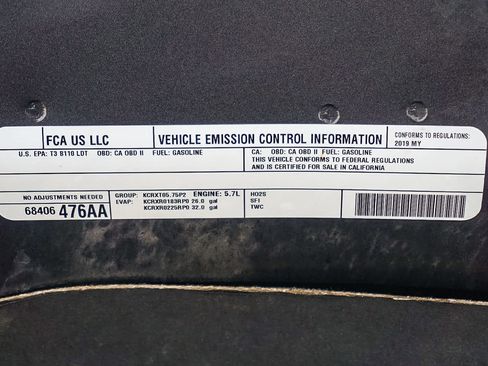 FCA US LLC
VEHICLE EMISSION CONTROL INFORMATION
CONFORMS TO REGULATIONS:
2019 MY
U.S. EPA: T3 B110 LDT OBD: CA OBD II FUEL: GASOLINE
CA: OBD: CA OBD II FUEL: GASOLINE
THIS VEHICLE CONFORMS TO FEDERAL REGULATIONS
AND IS CERTIFIED FOR SALE IN CALIFORNIA
NO ADJUSTMENTS NEEDED
68406 476AA
GROUP: KCRXT05.75P2 ENGINE: 5.7L
EVAP: KCRXR0183RP0 26.0 gal
KCRXR0225RP0 32.0 gal
HO2S
SFI
TWC